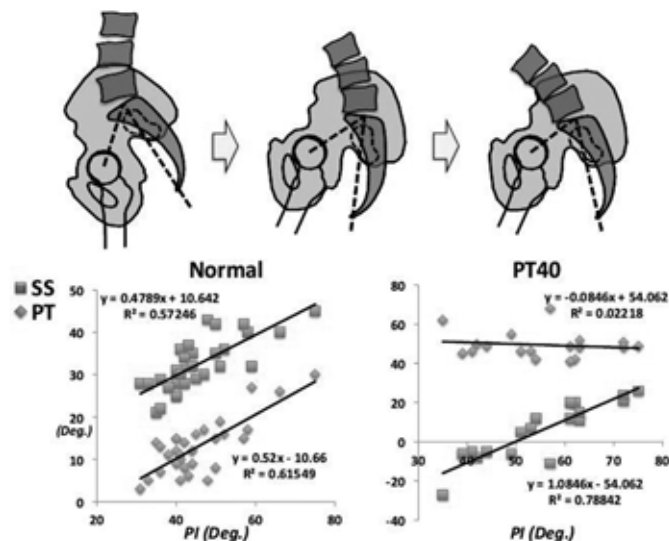 Normal
PT40
SS
PT
y = 0.4789x + 10.642
R² = 0.57246
y = 0.52x - 10.66
R² = 0.61549
50
40
30
20
10
0
(Deg.)
20
40
60
80
PI (Deg.)
y = -0.0846x + 54.062
R² = 0.02218
y = 1.0846x - 54.062
R² = 0.78842
100
80
60
40
20
0
-20
-40
30
40
50
60
70
80
PI (Deg.)